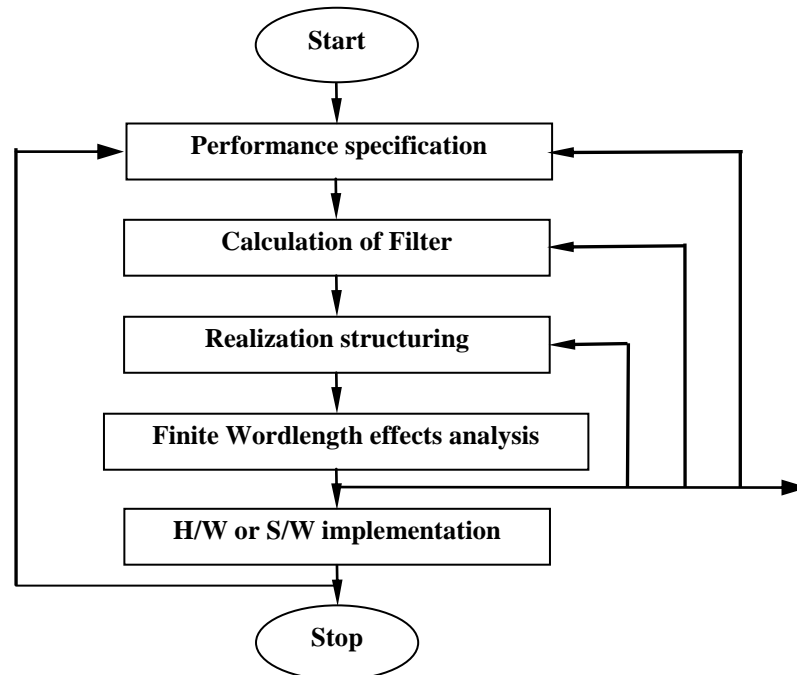 Start
Performance specification
Calculation of Filter
Realization structuring
Finite Wordlength effects analysis
H/W or S/W implementation
Stop